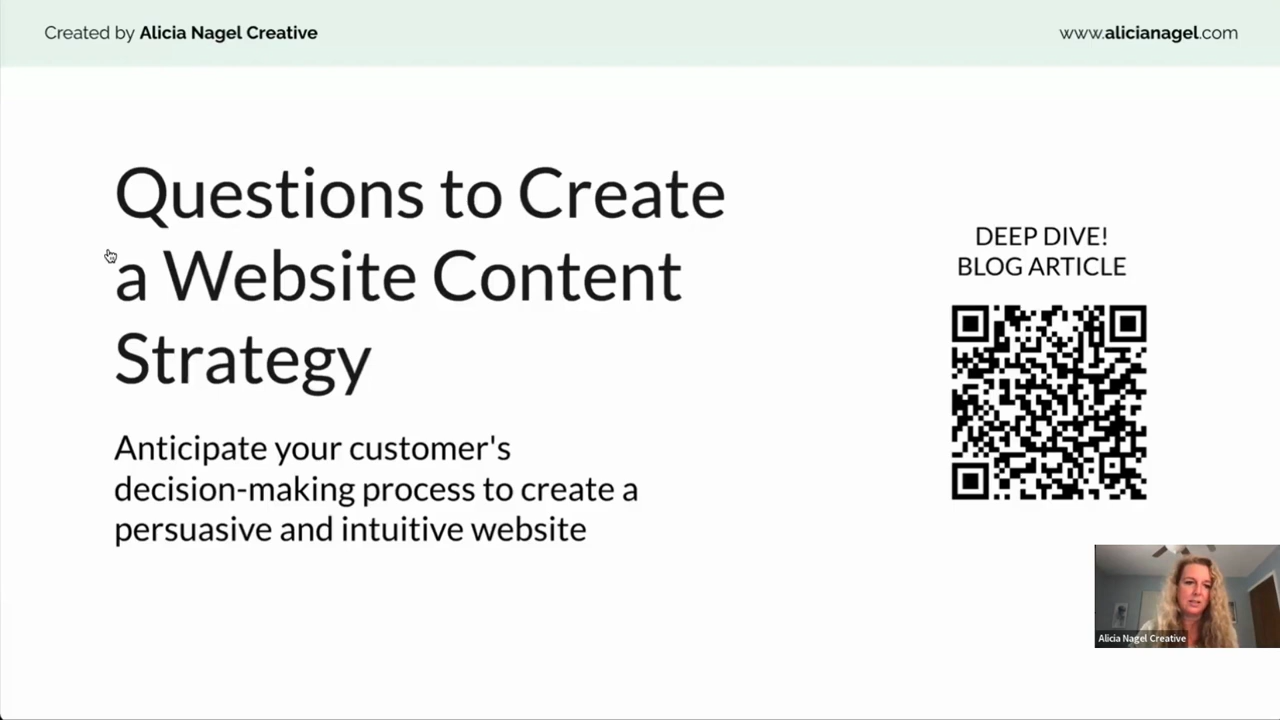 Created by Alicia Nagel Creative
www.alicianagel.com
Questions to Create
a Website Content
Strategy
Anticipate your customer's
decision-making process to create a
persuasive and intuitive website
DEEP DIVE!
BLOG ARTICLE
Alicia Nagel Creative